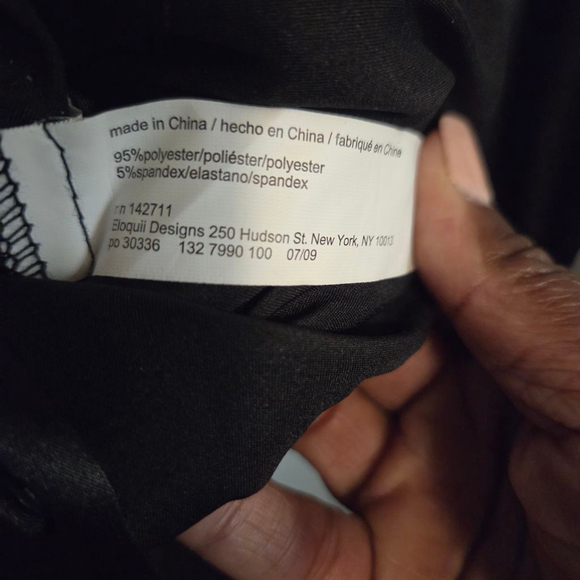 made in China / hecho en China / fabriqué en Chine
95%polyester/poliéster/polyester
5%spandex/elastano/spandex
rn 142711
Eloquii Designs 250 Hudson St. New York, NY 10013
po 30336 132 7990 100 07/09